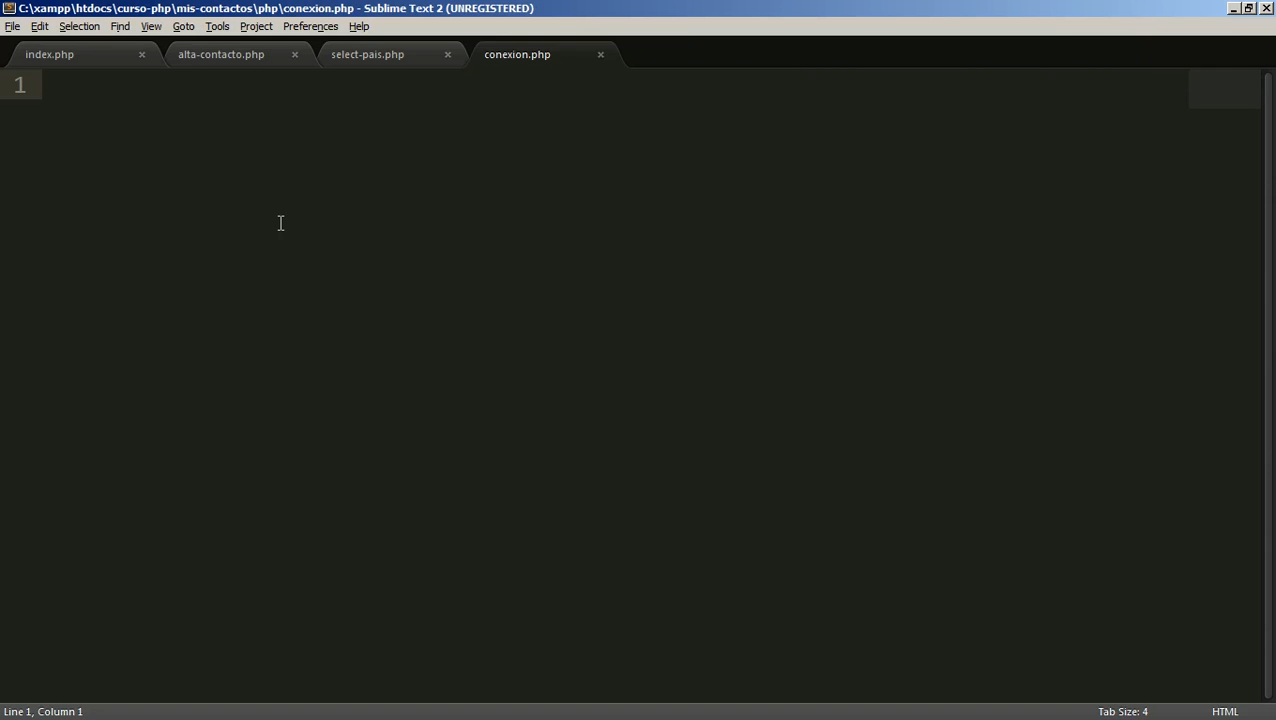 C:\xampp\htdocs\curso-php\mis-contactos\php\conexion.php - Sublime Text 2 (UNREGISTERED)
File Edit Selection Find View Goto Tools Project Preferences Help
index.php × alta-contacto.php × select-pais.php × conexion.php ×
1
Line 1, Column 1 Tab Size: 4 HTML